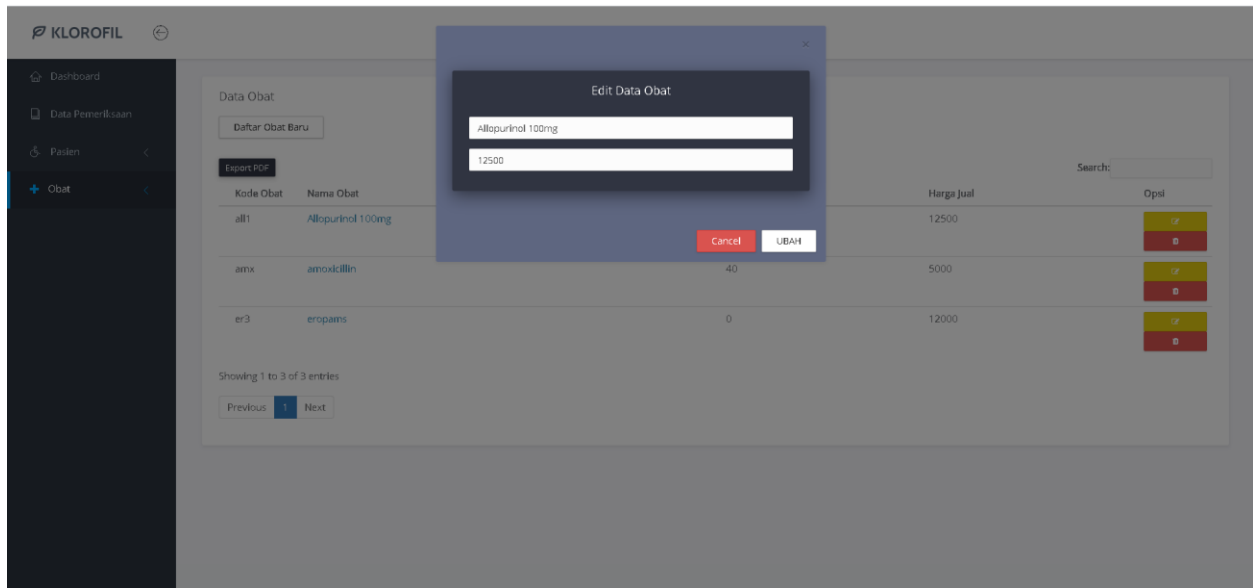 KLOROFIL
×
Dashboard
Data Pemeriksaan
Pasien
Obat
Data Obat
Daftar Obat Baru
Export PDF
Search:
Kode Obat Nama Obat Harga Jual Opsi
all1 Allopurinol 100mg 12500
amx amoxicillin 40 5000
er3 eropams 0 12000
Showing 1 to 3 of 3 entries
Previous 1 Next
Edit Data Obat
Allopurinol 100mg
12500
Cancel UBAH